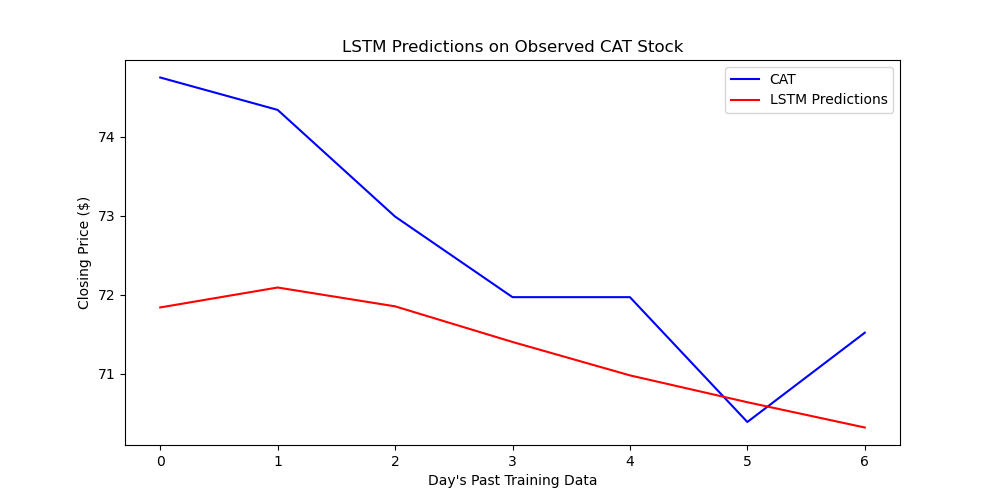 LSTM Predictions on Observed CAT Stock
CAT
LSTM Predictions
Closing Price ($)
74
73
72
71
0 1 2 3 4 5 6
Day's Past Training Data